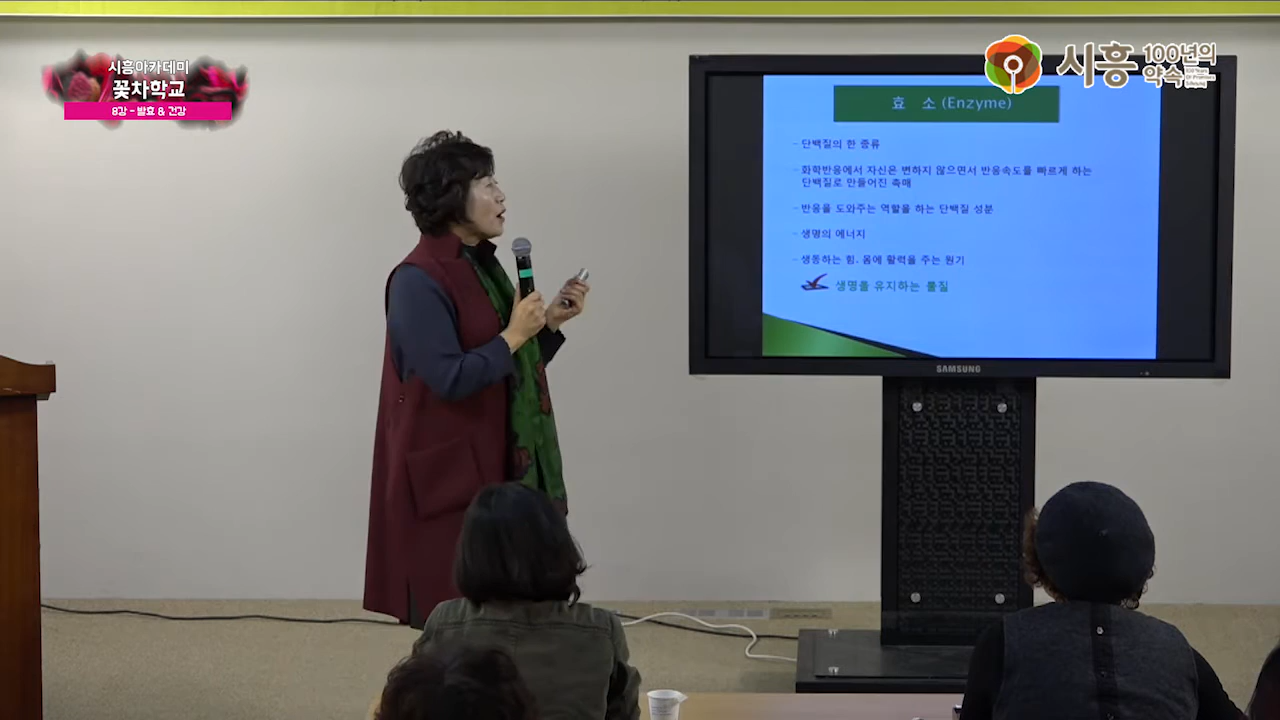 시흥아카데미
꽃차학교
8강 - 발효 & 건강
시흥 100년의
약속
효 소 (Enzyme)
- 단백질의 한 종류
- 화학반응에서 자신은 변하지 않으면서 반응속도를 빠르게 하는
단백질로 만들어진 촉매
- 반응을 도와주는 역할을 하는 단백질 성분
- 생명의 에너지
- 생동하는 힘. 몸에 활력을 주는 원기
생명을 유지하는 물질
SAMSUNG